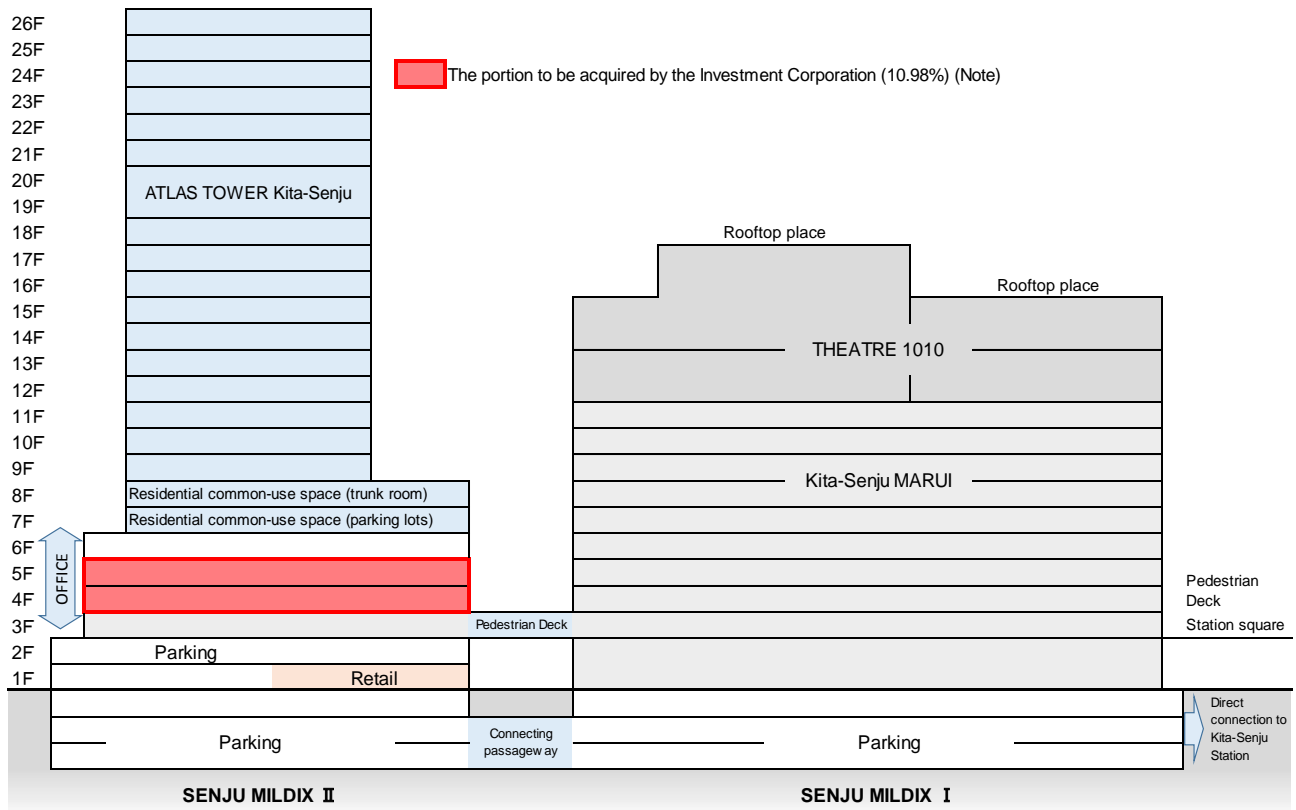 26F
25F
24F
The portion to be acquired by the Investment Corporation (10.98%) (Note)
23F
22F
21F
20F
ATLAS TOWER Kita-Senju
19F
18F
Rooftop place
17F
16F
Rooftop place
15F
14F
THEATRE 1010
13F
12F
11F
10F
9F
Kita-Senju MARUI
8F
Residential common-use space (trunk room)
7F
Residential common-use space (parking lots)
6F
OFFICE
5F
4F
Pedestrian
Deck
3F
Pedestrian Deck
Station square
2F
Parking
1F
Retail
Parking
Connecting
passageway
Parking
Direct
connection to
Kita-Senju
Station
SENJU MILDIX Ⅱ
SENJU MILDIX Ⅰ